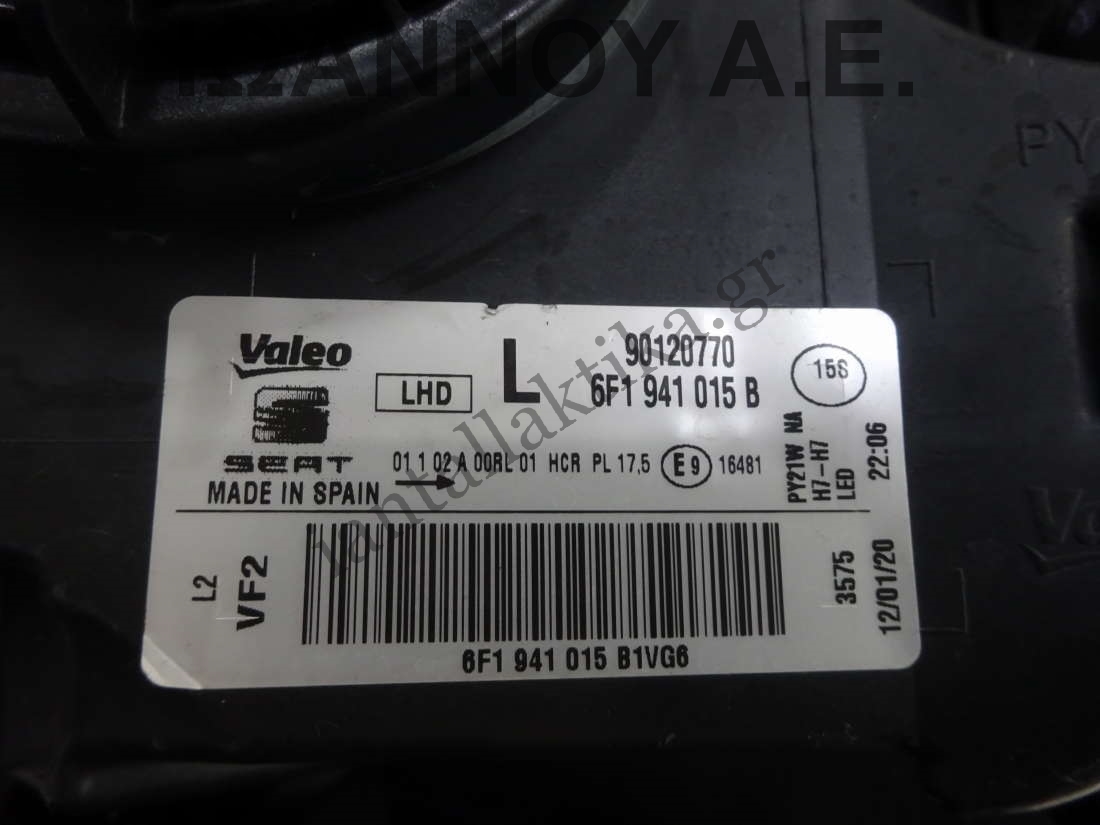 ΙΩΑΝΝΟΥ Α.Ε.
PY
Valeo
LHD
L
90120770
6F1 941 015 B
15S
SEAT
01 1 02 A 00RL 01 HCR PL 17,5 E9 16481
MADE IN SPAIN
PY21W NA
H7-H7
LED
22:06
L2
VF2
3575
12/01/20
6F1 941 015 B1VG6
iantallaktika.gr